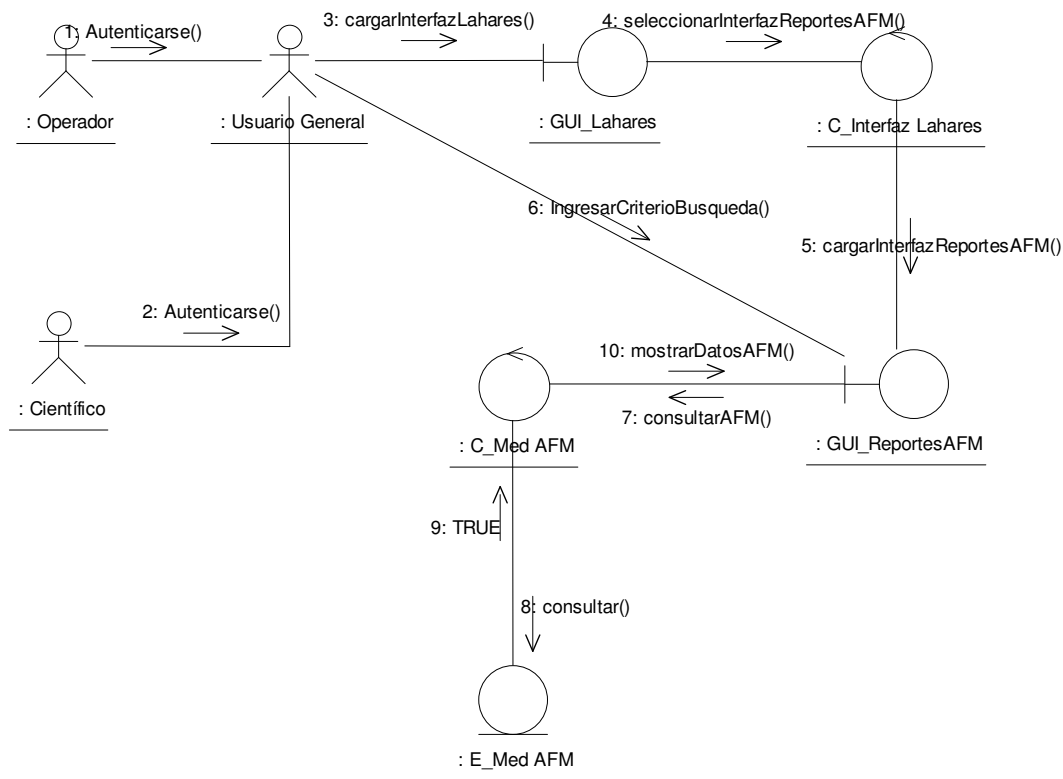 1: Autenticarse()
3: cargarInterfazLahares()
4: seleccionarInterfazReportesAFM()
: Operador
: Usuario General
: GUI_Lahares
: C_Interfaz Lahares
6: IngresarCriterioBusqueda()
5: cargarInterfazReportesAFM()
2: Autenticarse()
10: mostrarDatosAFM()
: Científico
7: consultarAFM()
: C_Med AFM
: GUI_ReportesAFM
9: TRUE
8: consultar()
: E_Med AFM